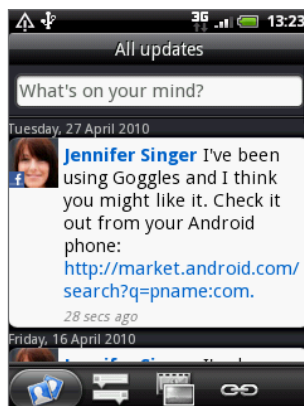 3G 13:23
All updates
What's on your mind?
Tuesday, 27 April 2010
Jennifer Singer I've been
using Goggles and I think
you might like it. Check it
out from your Android
phone:
http://market.android.com/
search?q=pname:com.
28 secs ago
Friday, 16 April 2010